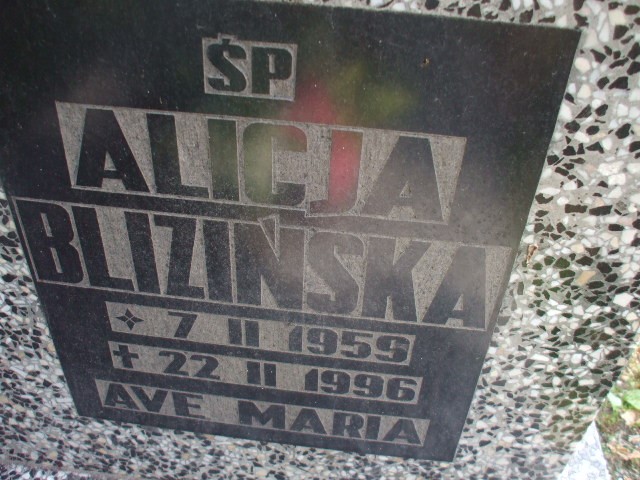 ŚP
ALICJA
BLIZIŃSKA
✦ 7 II 1959
✝ 22 II 1996
AVE MARIA